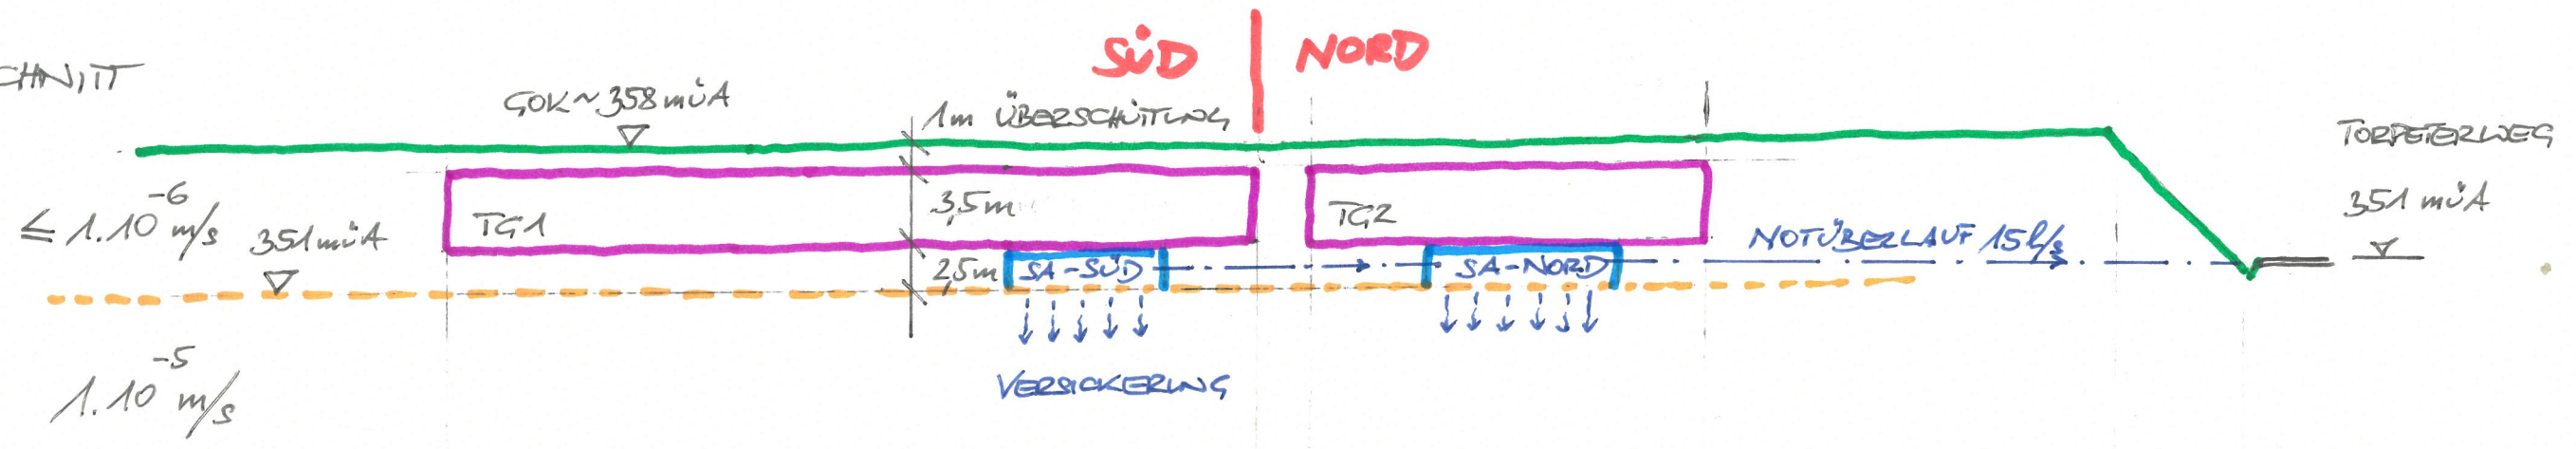 CHNITT
SÜD | NORD
GOK ~ 358 müA
1m ÜBERSCHÜTTUNG
TORPETERWEG
351 müA
≤ 1.10⁻⁶ m/s
351 müA
TG1
3,5m
TG2
NOTÜBERLAUF 15 l/s
2,5m
SA-SÜD
SA-NORD
1.10⁻⁵ m/s
VERSICKERUNG